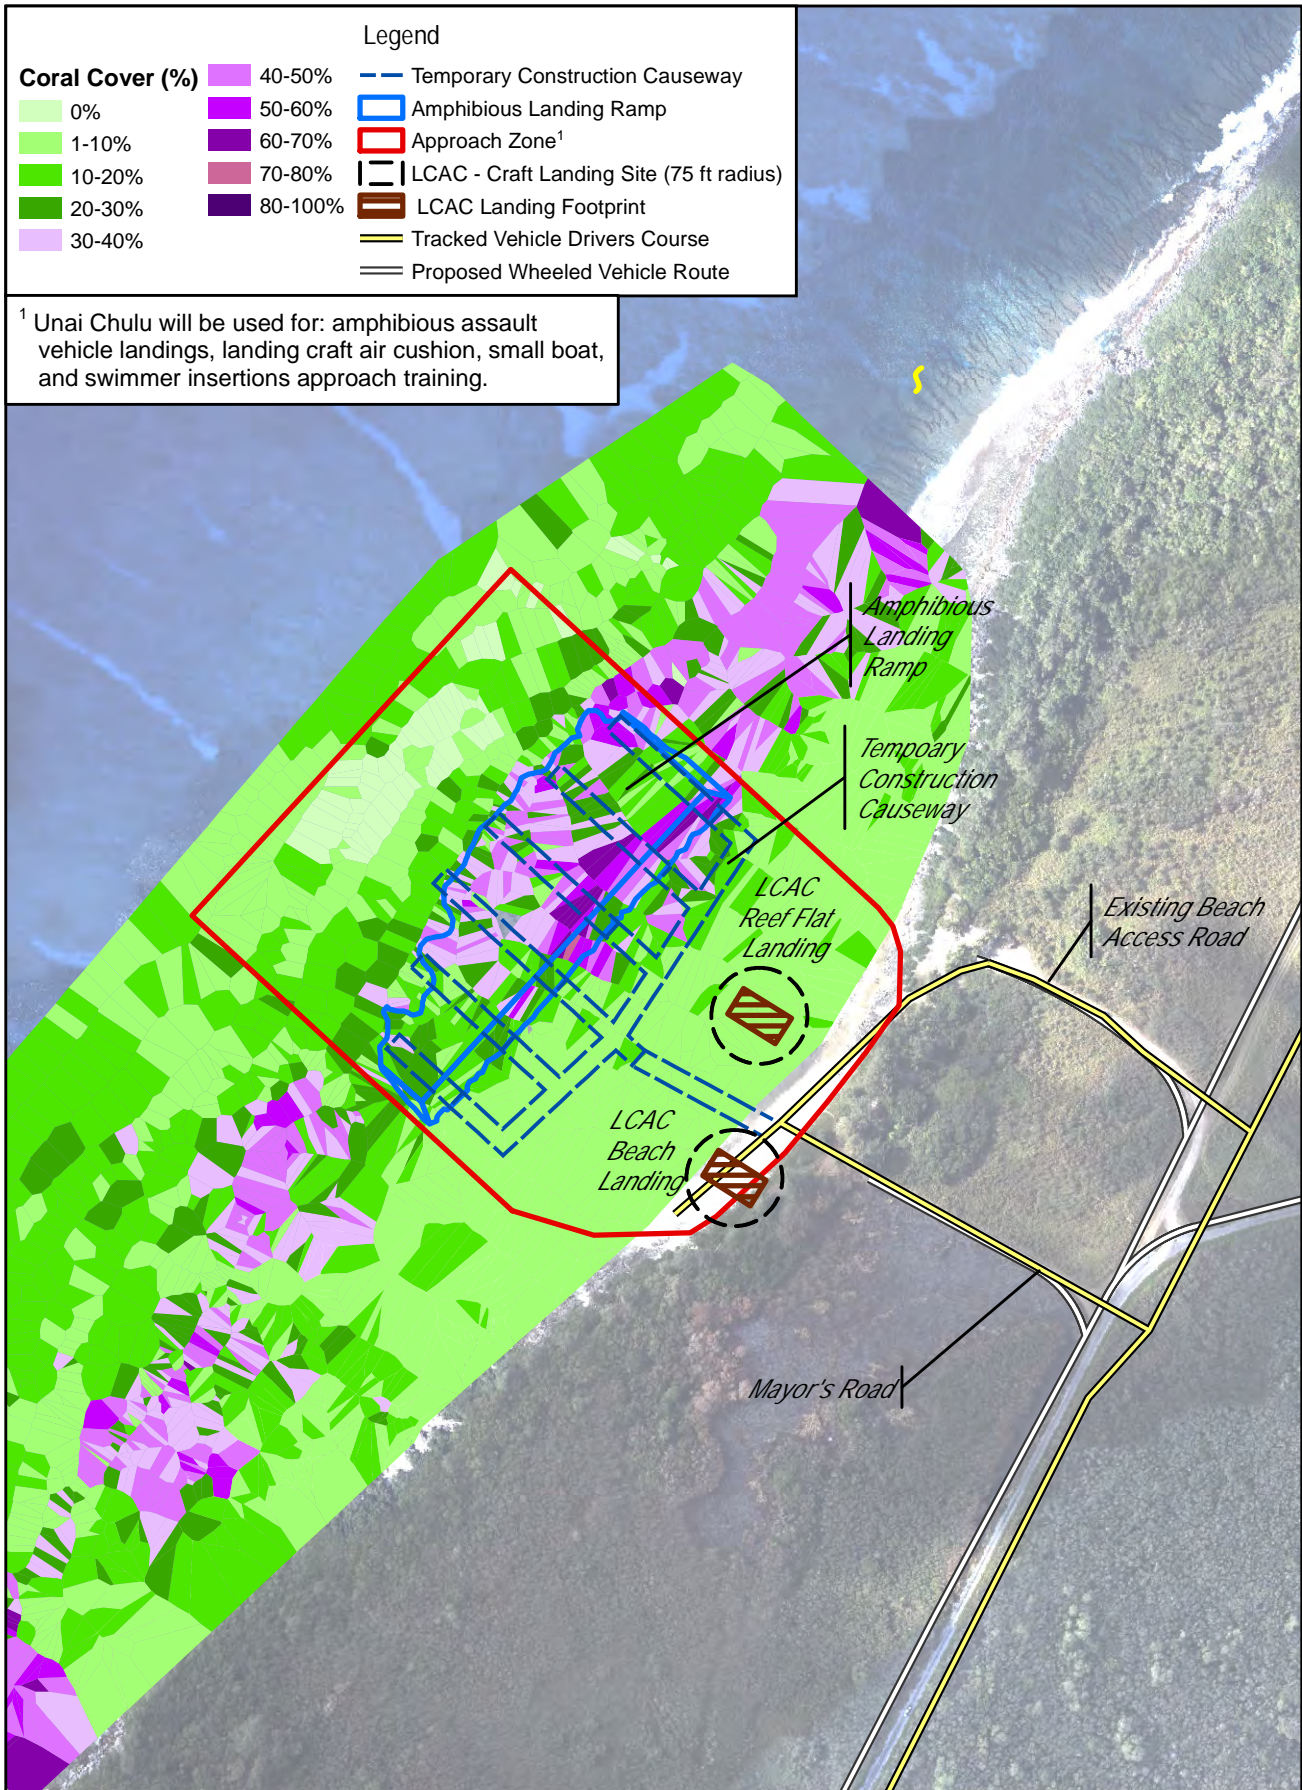 Legend
Coral Cover (%)
0%
1-10%
10-20%
20-30%
30-40%
40-50%
50-60%
60-70%
70-80%
80-100%
Temporary Construction Causeway
Amphibious Landing Ramp
Approach Zone1
LCAC - Craft Landing Site (75 ft radius)
LCAC Landing Footprint
Tracked Vehicle Drivers Course
Proposed Wheeled Vehicle Route
1 Unai Chulu will be used for: amphibious assault
vehicle landings, landing craft air cushion, small boat,
and swimmer insertions approach training.
Amphibious
Landing
Ramp
Tempoary
Construction
Causeway
LCAC
Reef Flat
Landing
Existing Beach
Access Road
LCAC
Beach
Landing
Mayor's Road